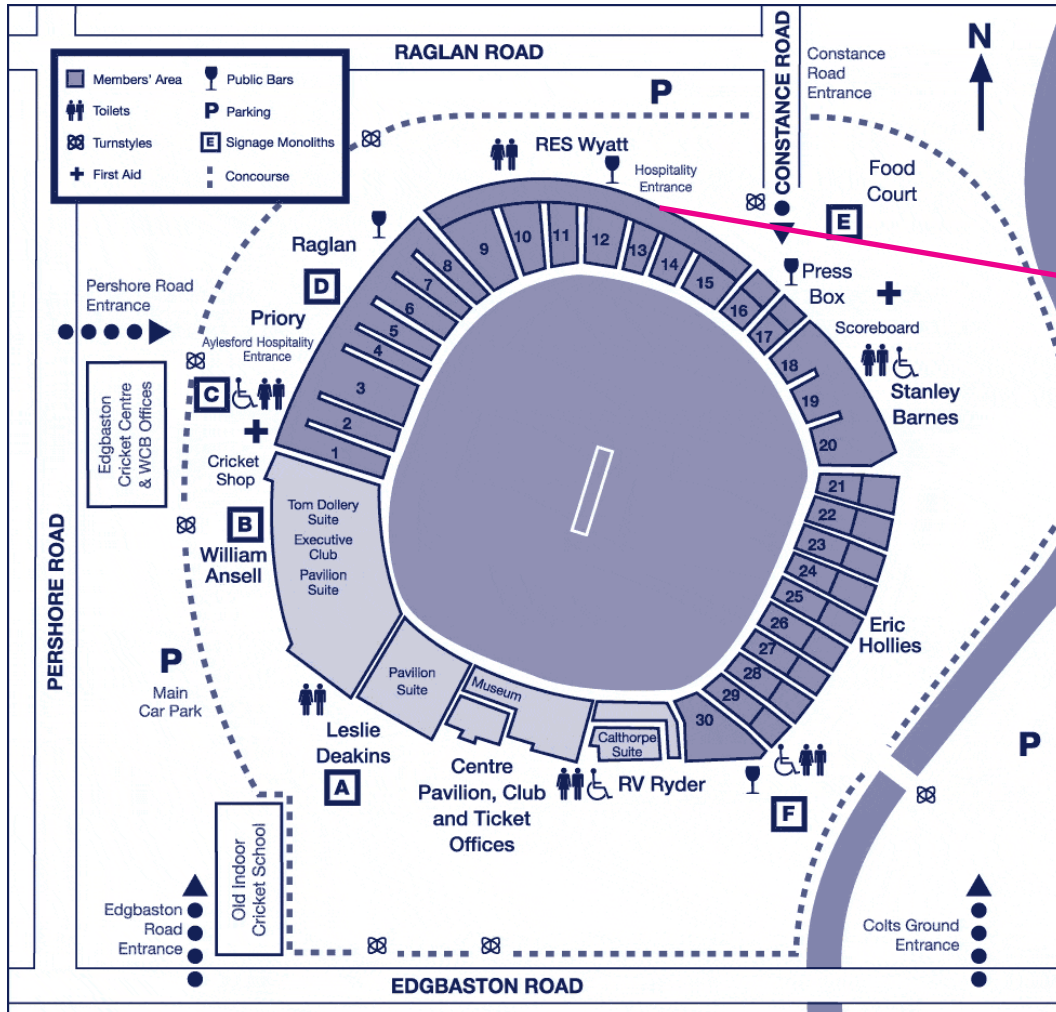 RAGLAN ROAD
CONSTANCE ROAD
Constance
Road
Entrance
N
Members' Area
Public Bars
Toilets
P
Parking
Turnstyles
E
Signage Monoliths
First Aid
Concourse
P
RES Wyatt
Hospitality
Entrance
Food
Court
E
Raglan
D
Pershore Road
Entrance
Priory
Aylesford Hospitality
Entrance
C
Edgbaston
Cricket Centre
& WCB Offices
Cricket
Shop
B
William
Ansell
PERSHORE ROAD
Press
Box
Scoreboard
Stanley
Barnes
1
2
3
4
5
6
7
8
9
10
11
12
13
14
15
16
17
18
19
20
21
22
23
24
25
26
27
28
29
30
Eric
Hollies
Tom Dollery
Suite
Executive
Club
Pavilion
Suite
Pavilion
Suite
Museum
Calthorpe
Suite
P
Main
Car Park
Leslie
Deakins
A
Centre
Pavilion, Club
and Ticket
Offices
RV Ryder
F
P
Old Indoor
Cricket School
Edgbaston
Road
Entrance
Colts Ground
Entrance
EDGBASTON ROAD